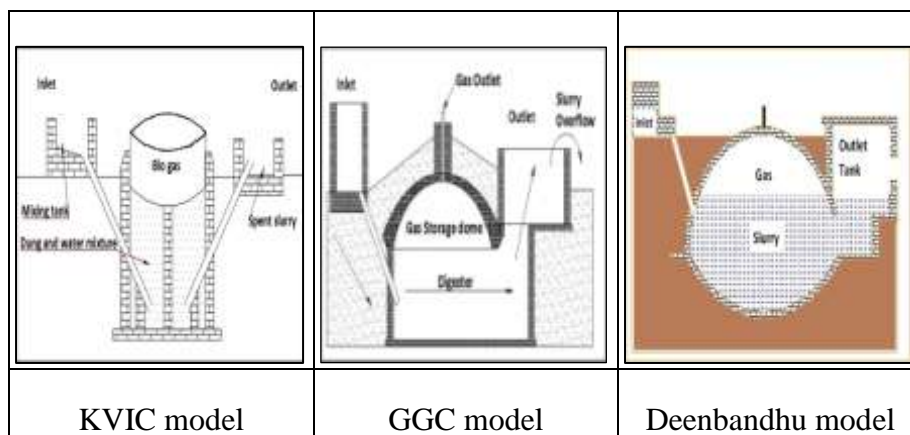 Inlet
Outlet
Bio gas
Mixing tank
Spent slurry
Dung and water mixture
Gas Outlet
Inlet
Outlet
Slurry
Overflow
Gas Storage dome
Digester
Inlet
Outlet
Tank
Gas
Slurry
KVIC model
GGC model
Deenbandhu model